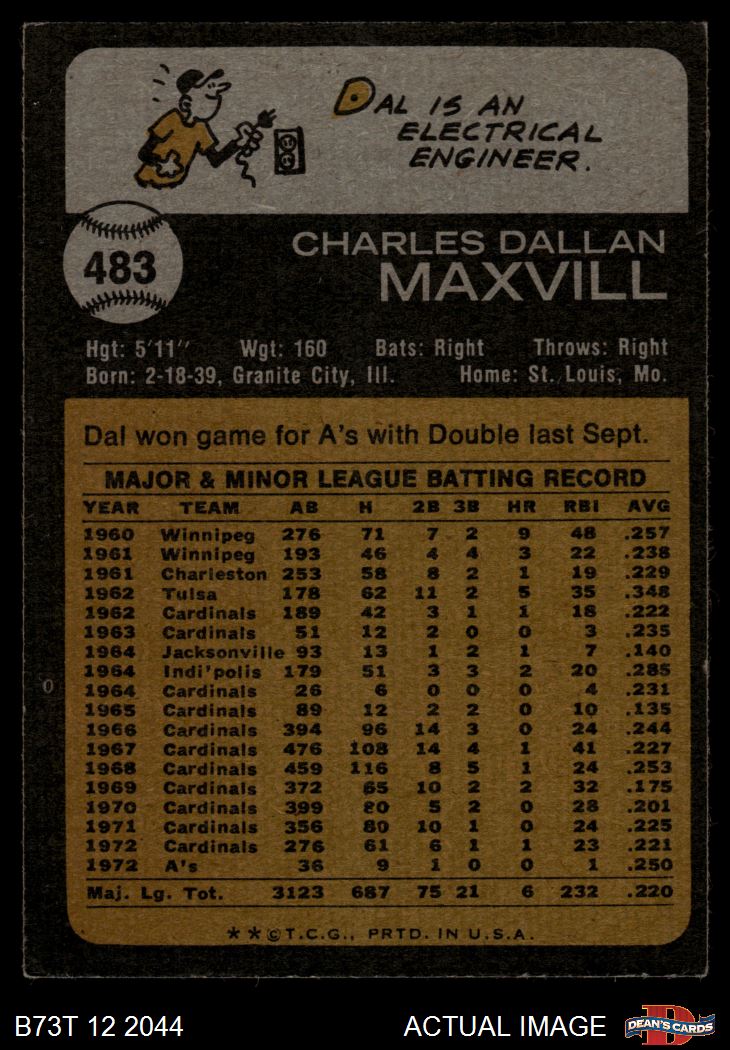 DAL IS AN
ELECTRICAL
ENGINEER.
483
CHARLES DALLAN
MAXVILL
Hgt: 5'11" Wgt: 160 Bats: Right Throws: Right
Born: 2-18-39, Granite City, Ill. Home: St. Louis, Mo.
Dal won game for A's with Double last Sept.
MAJOR & MINOR LEAGUE BATTING RECORD
YEAR TEAM AB H 2B 3B HR RBI AVG
1960 Winnipeg 276 71 7 2 9 48 .257
1961 Winnipeg 193 46 4 4 3 22 .238
1961 Charleston 253 58 8 2 1 19 .229
1962 Tulsa 178 62 11 2 5 35 .348
1962 Cardinals 189 42 3 1 1 18 .222
1963 Cardinals 51 12 2 0 0 3 .235
1964 Jacksonville 93 13 1 2 1 7 .140
1964 Indi'polis 179 51 3 3 2 20 .285
1964 Cardinals 26 6 0 0 0 4 .231
1965 Cardinals 89 12 2 2 0 10 .135
1966 Cardinals 394 96 14 3 0 24 .244
1967 Cardinals 476 108 14 4 1 41 .227
1968 Cardinals 459 116 8 5 1 24 .253
1969 Cardinals 372 65 10 2 2 32 .175
1970 Cardinals 399 80 5 2 0 28 .201
1971 Cardinals 356 80 10 1 0 24 .225
1972 Cardinals 276 61 6 1 1 23 .221
1972 A's 36 9 1 0 0 1 .250
Maj. Lg. Tot. 3123 687 75 21 6 232 .220
0
**©T.C.G., PRTD. IN U.S.A.
B73T 12 2044 ACTUAL IMAGE
D
DEAN'S CARDS